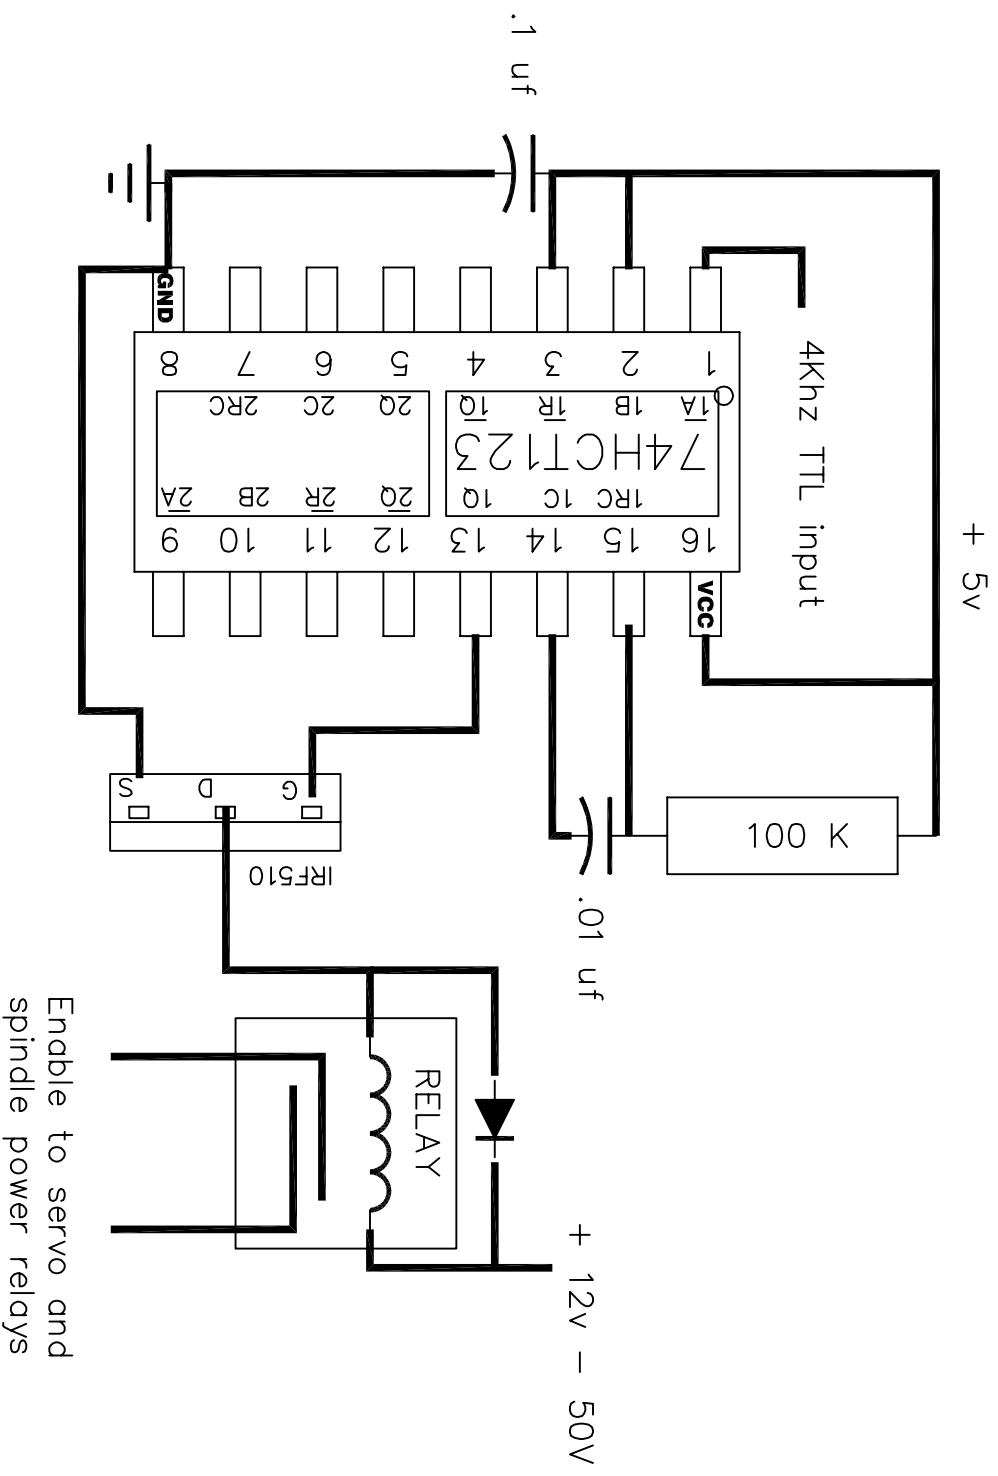 .1 uf
+ 5v
4Khz TTL input
GND
8 7 6 5 4 3 2 1
2RC 2C 2Q 1Q 1R 1B 1A
74HCT123
2A 2B 2R 2Q 1Q 1C 1RC
9 10 11 12 13 14 15 16
VCC
S D G
IRF510
100 K
.01 uf
RELAY
+ 12v - 50V
Enable to servo and
spindle power relays